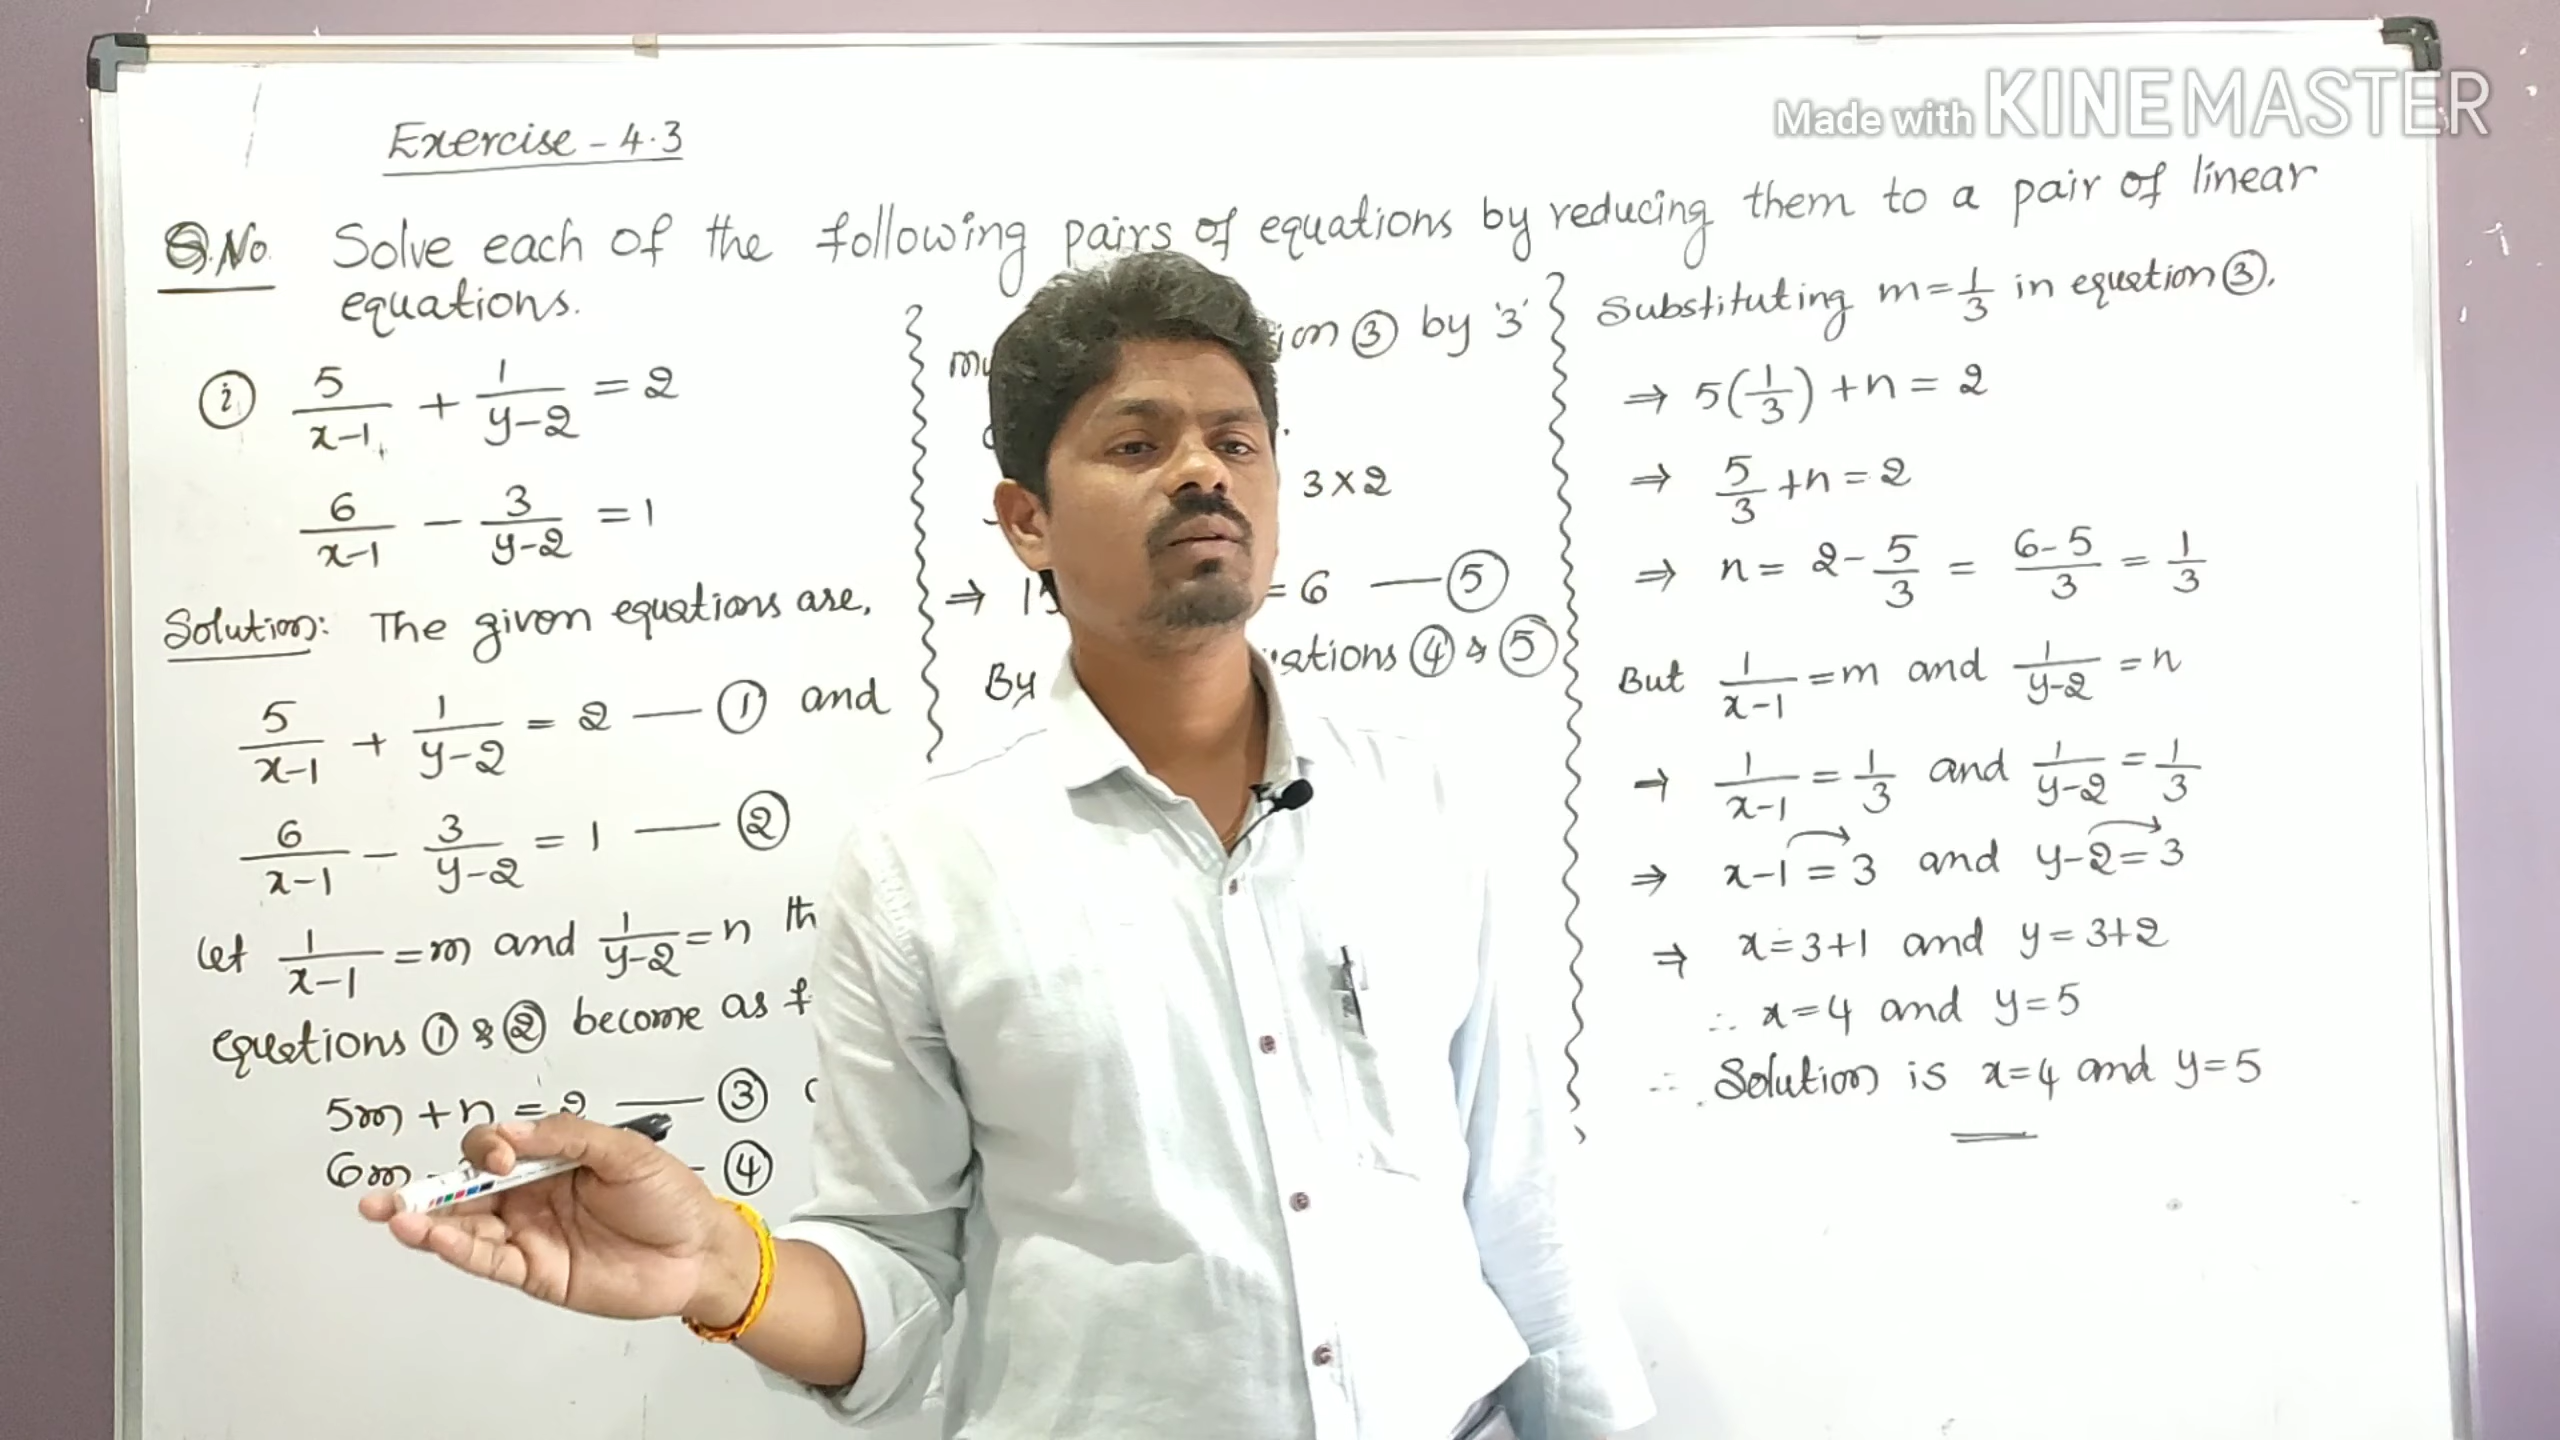 Made with KINEMASTER
Exercise - 4.3
Q.No. Solve each of the following pairs of equations by reducing them to a pair of linear
equations.
(i) 5/(x-1) + 1/(y-2) = 2
6/(x-1) - 3/(y-2) = 1
Solution: The given equations are,
5/(x-1) + 1/(y-2) = 2 — ① and
6/(x-1) - 3/(y-2) = 1 — ②
Let 1/(x-1) = m and 1/(y-2) = n
equations ① & ② become as
5m + n = 2 — ③
6m - — ④
③ by '3'
3×2
⇒ = 6 — ⑤
By ④ & ⑤
Substituting m = 1/3 in equation ③.
⇒ 5(1/3) + n = 2
⇒ 5/3 + n = 2
⇒ n = 2 - 5/3 = (6-5)/3 = 1/3
But 1/(x-1) = m and 1/(y-2) = n
→ 1/(x-1) = 1/3 and 1/(y-2) = 1/3
⇒ x-1 = 3 and y-2 = 3
⇒ x = 3+1 and y = 3+2
∴ x = 4 and y = 5
∴ Solution is x = 4 and y = 5